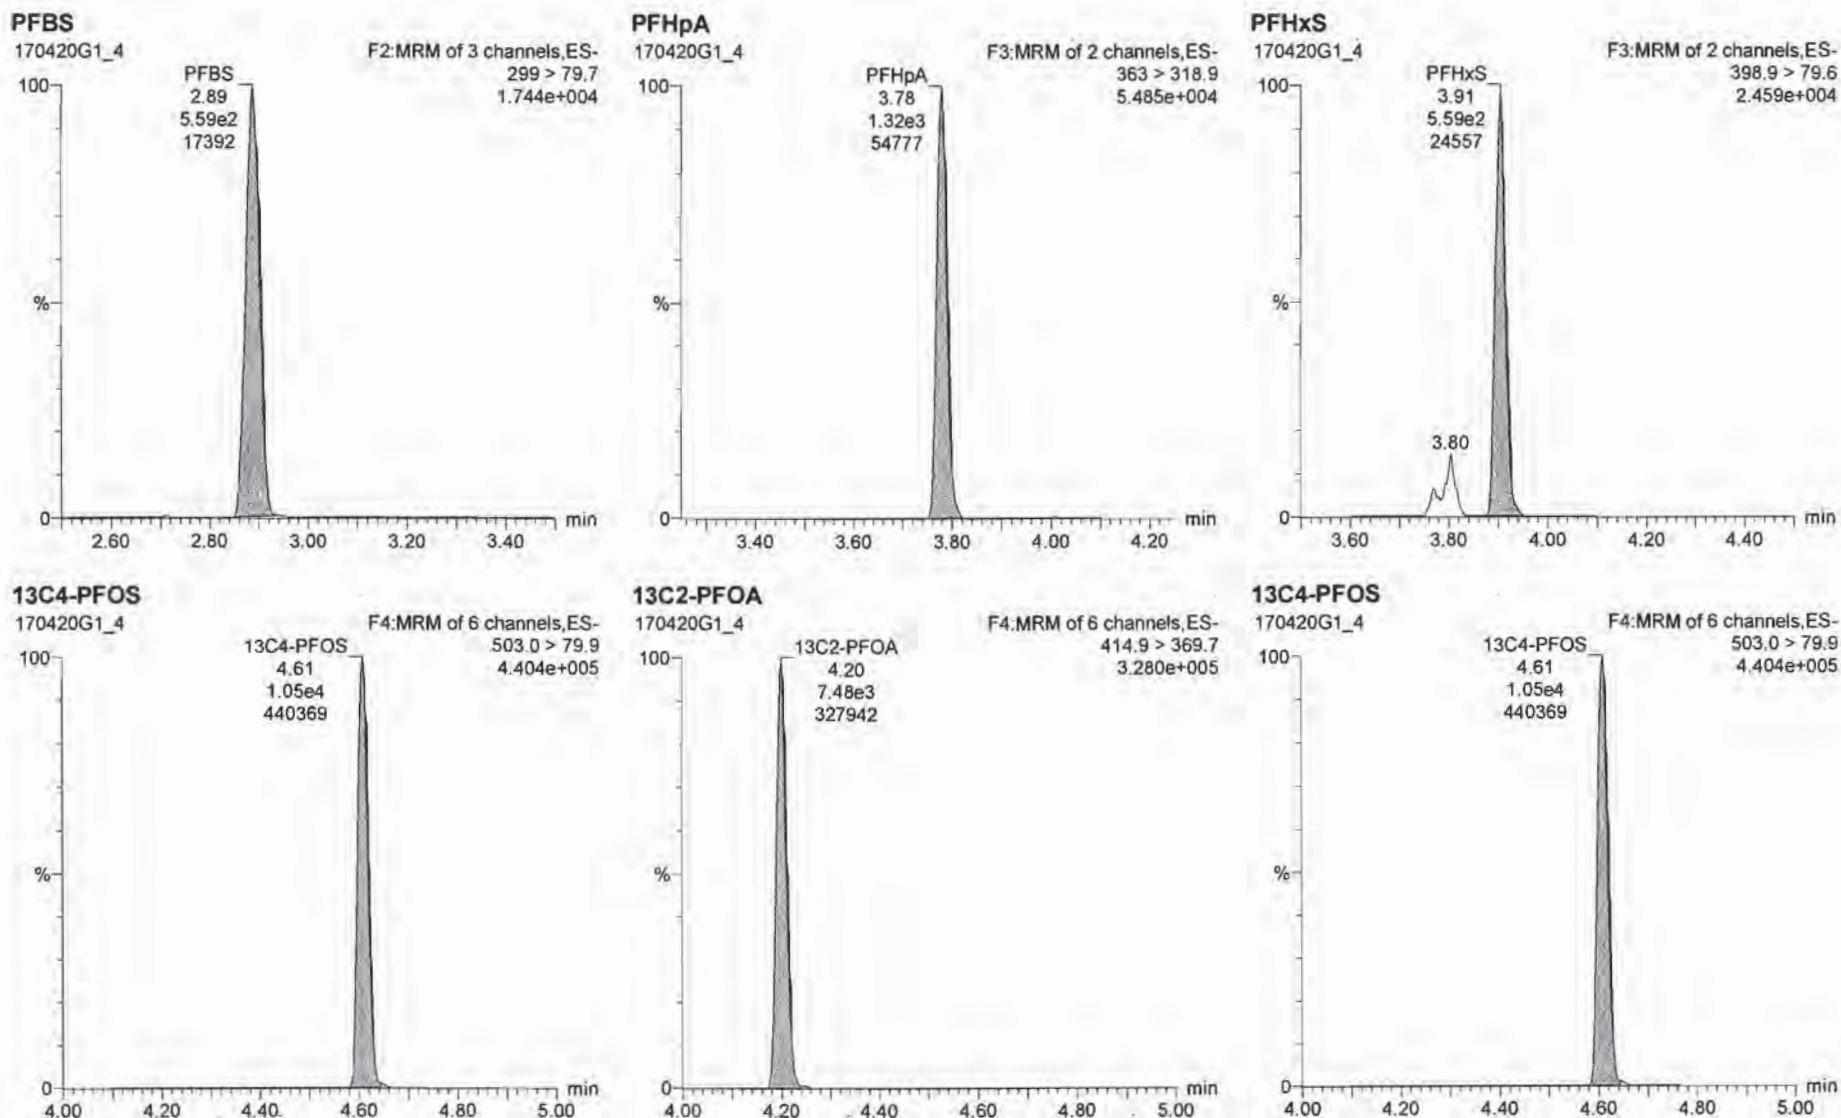 PFBS
170420G1_4
F2:MRM of 3 channels,ES-
299 > 79.7
1.744e+004
PFBS
2.89
5.59e2
17392
100
%
0
min
2.60 2.80 3.00 3.20 3.40
PFHpA
170420G1_4
F3:MRM of 2 channels,ES-
363 > 318.9
5.485e+004
PFHpA
3.78
1.32e3
54777
100
%
0
min
3.40 3.60 3.80 4.00 4.20
PFHxS
170420G1_4
F3:MRM of 2 channels,ES-
398.9 > 79.6
2.459e+004
PFHxS
3.91
5.59e2
24557
3.80
100
%
0
min
3.60 3.80 4.00 4.20 4.40
13C4-PFOS
170420G1_4
F4:MRM of 6 channels,ES-
503.0 > 79.9
4.404e+005
13C4-PFOS
4.61
1.05e4
440369
100
%
0
min
4.00 4.20 4.40 4.60 4.80 5.00
13C2-PFOA
170420G1_4
F4:MRM of 6 channels,ES-
414.9 > 369.7
3.280e+005
13C2-PFOA
4.20
7.48e3
327942
100
%
0
min
4.00 4.20 4.40 4.60 4.80 5.00
13C4-PFOS
170420G1_4
F4:MRM of 6 channels,ES-
503.0 > 79.9
4.404e+005
13C4-PFOS
4.61
1.05e4
440369
100
%
0
min
4.00 4.20 4.40 4.60 4.80 5.00